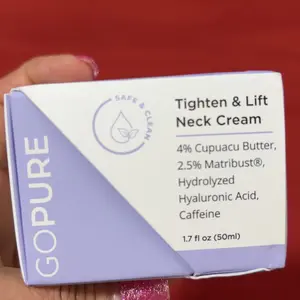 SAFE & CLEAN
GOPURE
Tighten & Lift
Neck Cream
4% Cupuacu Butter,
2.5% Matribust®,
Hydrolyzed
Hyaluronic Acid,
Caffeine
1.7 fl oz (50ml)